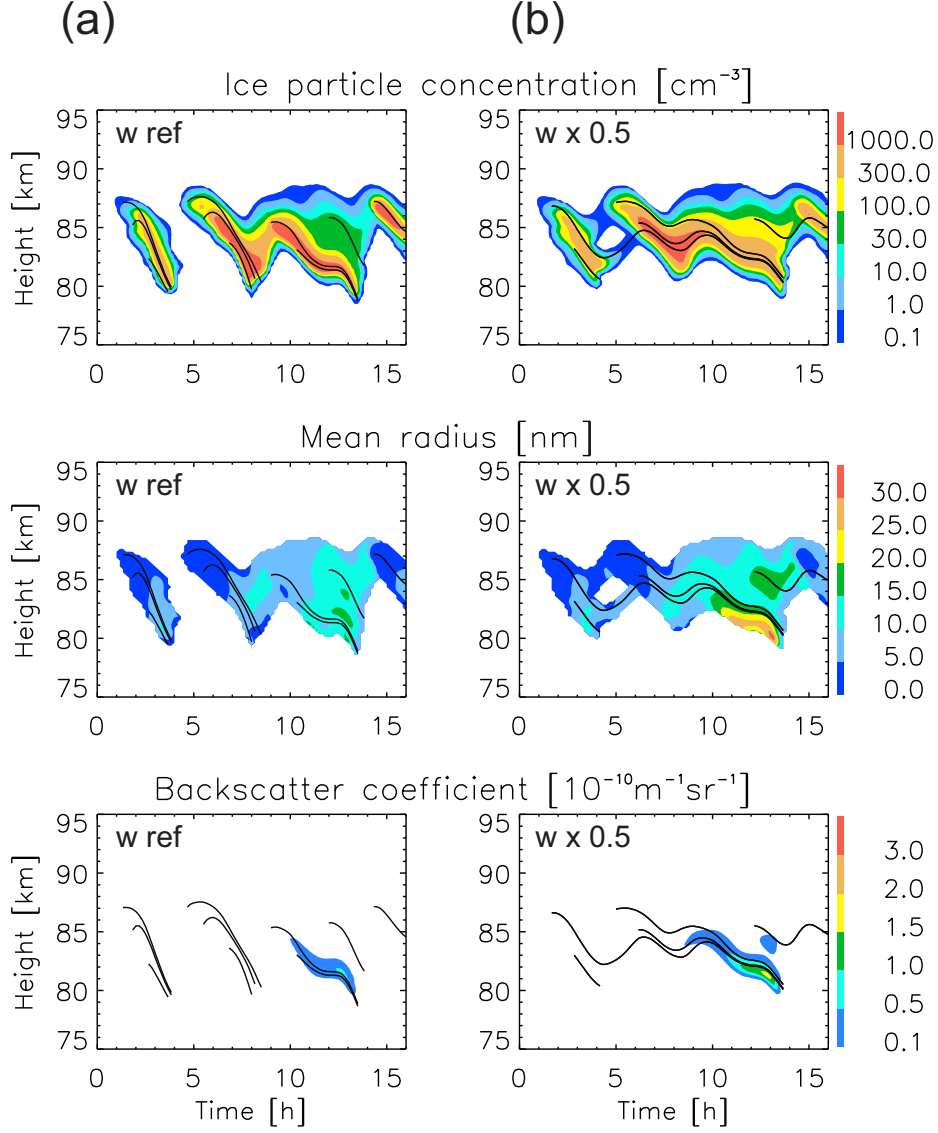 (a) (b)
Ice particle concentration [cm⁻³]
w ref
w x 0.5
95
90
85
80
75
Height [km]
0 5 10 15
95
90
85
80
75
0 5 10 15
1000.0
300.0
100.0
30.0
10.0
1.0
0.1
Mean radius [nm]
w ref
w x 0.5
95
90
85
80
75
Height [km]
0 5 10 15
95
90
85
80
75
0 5 10 15
30.0
25.0
20.0
15.0
10.0
5.0
0.0
Backscatter coefficient [10⁻¹⁰m⁻¹sr⁻¹]
w ref
w x 0.5
95
90
85
80
75
Height [km]
0 5 10 15
Time [h]
95
90
85
80
75
0 5 10 15
Time [h]
3.0
2.0
1.5
1.0
0.5
0.1